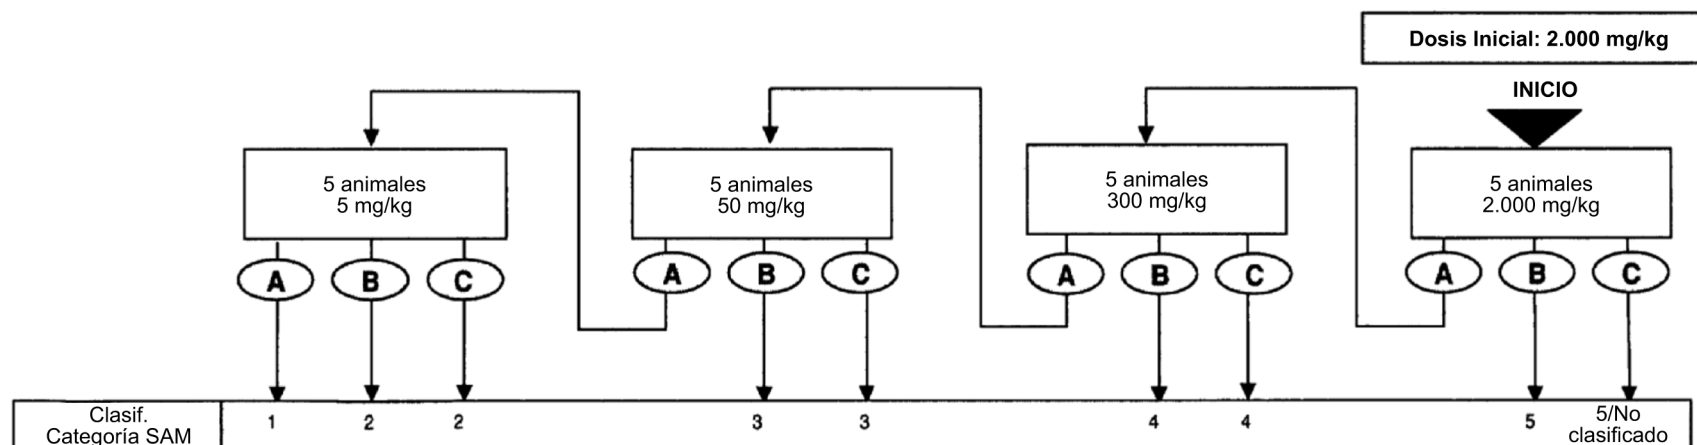 Dosis Inicial: 2.000 mg/kg
INICIO
5 animales
5 mg/kg
5 animales
50 mg/kg
5 animales
300 mg/kg
5 animales
2.000 mg/kg
A B C A B C A B C A B C
Clasif.
Categoría SAM
1 2 2 3 3 4 4 5 5/No
clasificado